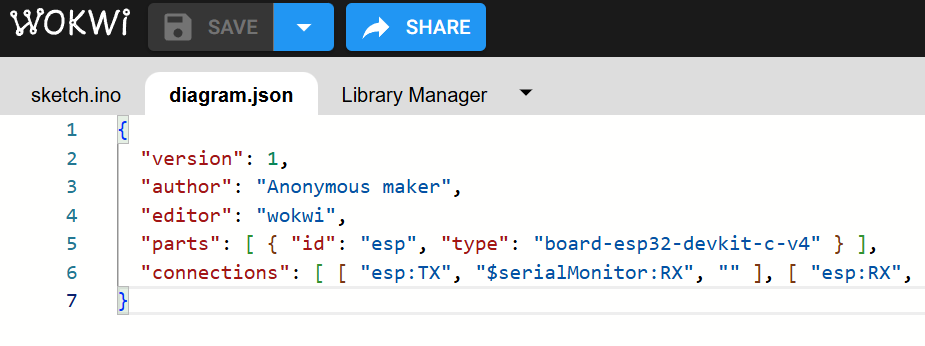 WOKWI SAVE SHARE
sketch.ino diagram.json Library Manager
1 {
2 "version": 1,
3 "author": "Anonymous maker",
4 "editor": "wokwi",
5 "parts": [ { "id": "esp", "type": "board-esp32-devkit-c-v4" } ],
6 "connections": [ [ "esp:TX", "$serialMonitor:RX", "" ], [ "esp:RX",
7 }